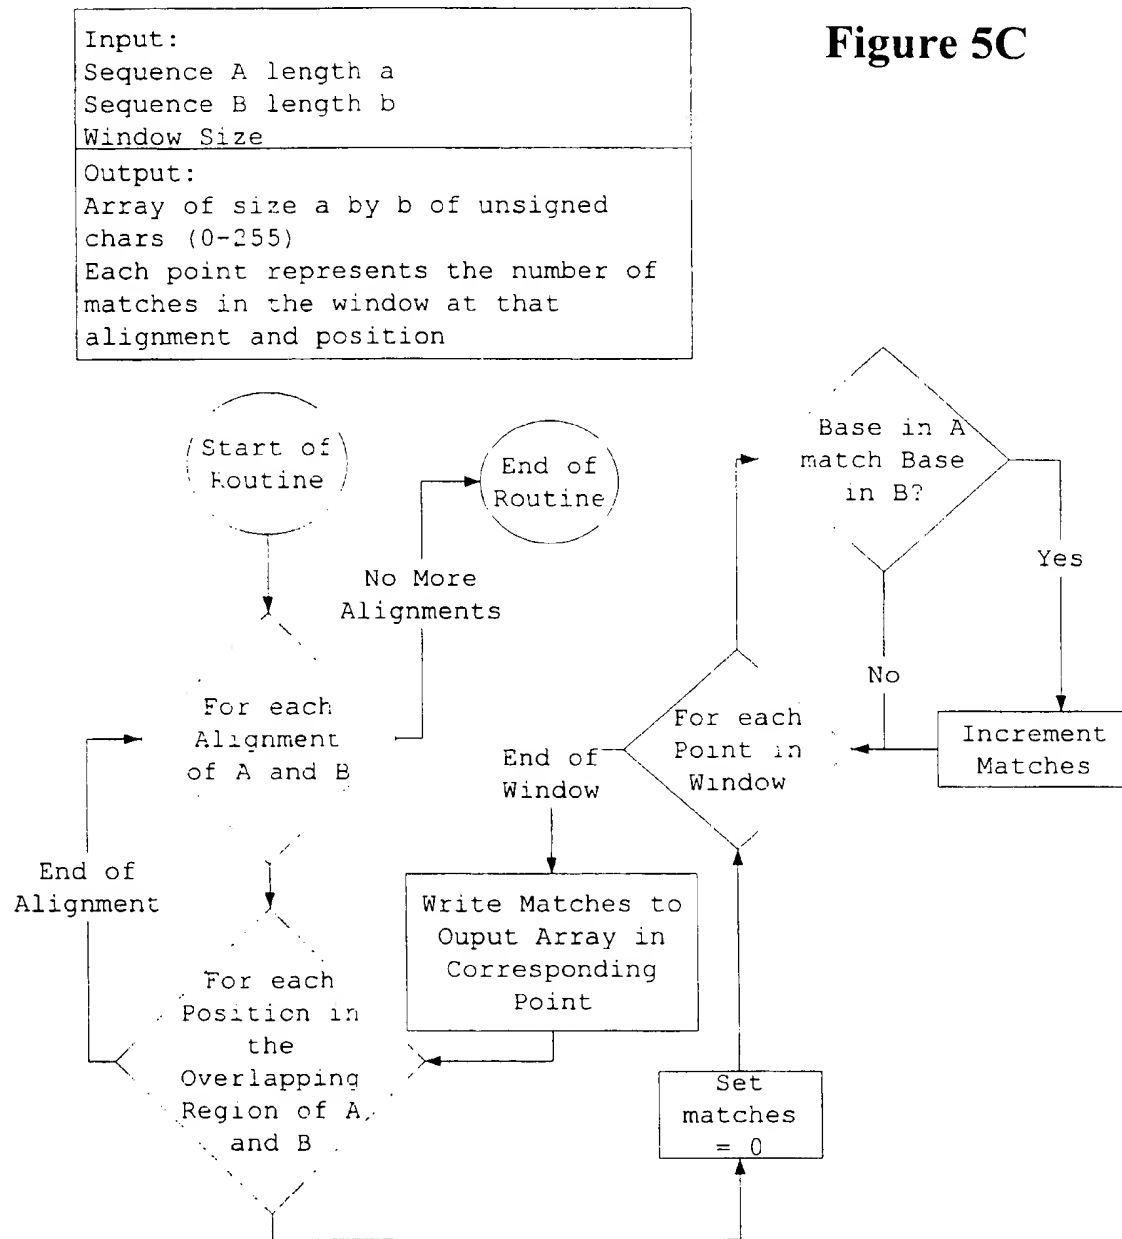 Figure 5C
Input:
Sequence A length a
Sequence B length b
Window Size
Output:
Array of size a by b of unsigned
chars (0-255)
Each point represents the number of
matches in the window at that
alignment and position
Start of
Routine
End of
Routine
No More
Alignments
For each
Alignment
of A and B
End of
Alignment
For each
Position in
the
Overlapping
Region of A
and B
Base in A
match Base
in B?
Yes
No
Increment
Matches
For each
Point in
Window
End of
Window
Write Matches to
Ouput Array in
Corresponding
Point
Set
matches
= 0